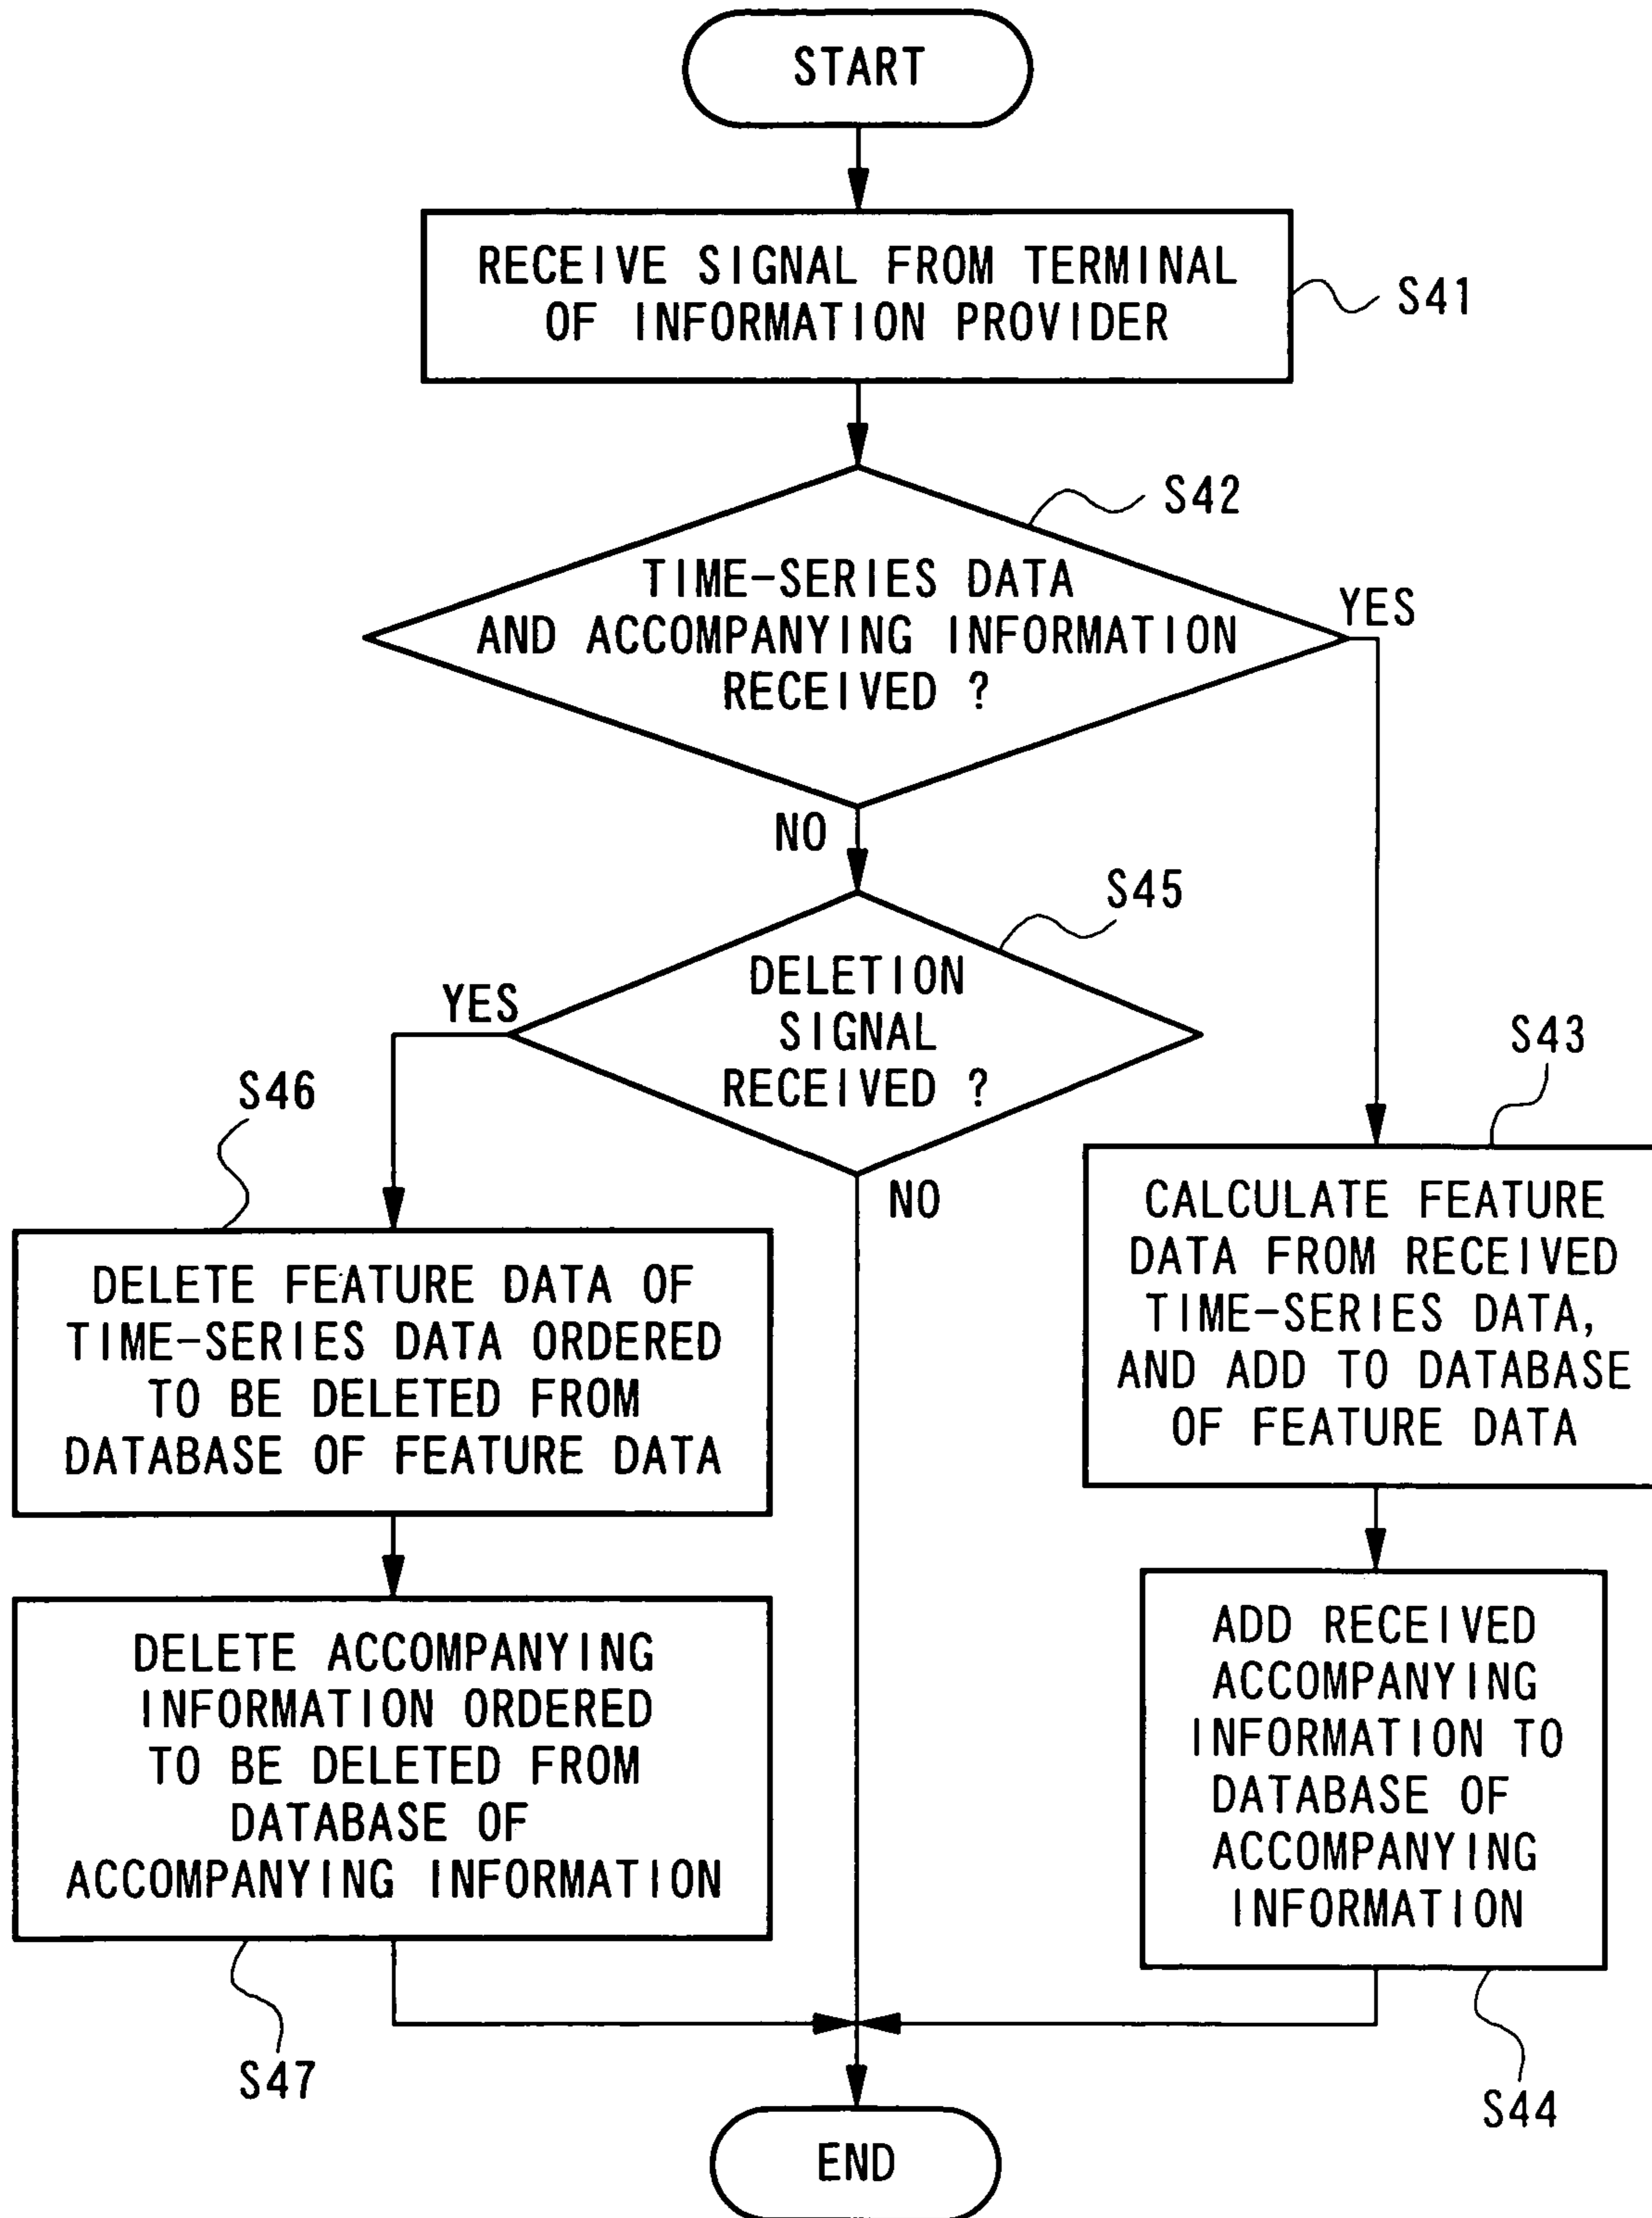 START
RECEIVE SIGNAL FROM TERMINAL
OF INFORMATION PROVIDER
S41
S42
TIME-SERIES DATA
AND ACCOMPANYING INFORMATION
RECEIVED ?
YES
NO
S45
DELETION
SIGNAL
RECEIVED ?
YES
NO
S46
DELETE FEATURE DATA OF
TIME-SERIES DATA ORDERED
TO BE DELETED FROM
DATABASE OF FEATURE DATA
S43
CALCULATE FEATURE
DATA FROM RECEIVED
TIME-SERIES DATA,
AND ADD TO DATABASE
OF FEATURE DATA
DELETE ACCOMPANYING
INFORMATION ORDERED
TO BE DELETED FROM
DATABASE OF
ACCOMPANYING INFORMATION
S47
ADD RECEIVED
ACCOMPANYING
INFORMATION TO
DATABASE OF
ACCOMPANYING
INFORMATION
S44
END